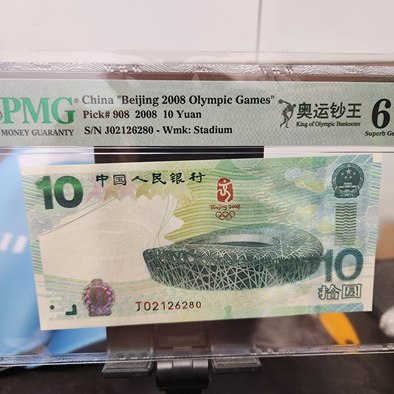 PMG
MONEY GUARANTY
China "Beijing 2008 Olympic Games"
Pick# 908 2008 10 Yuan
S/N J02126280 - Wmk: Stadium
奥运钞王
King of Olympic Banknotes
6
Superb
10
中国人民银行
Beijing 2008
10
拾圆
J02126280